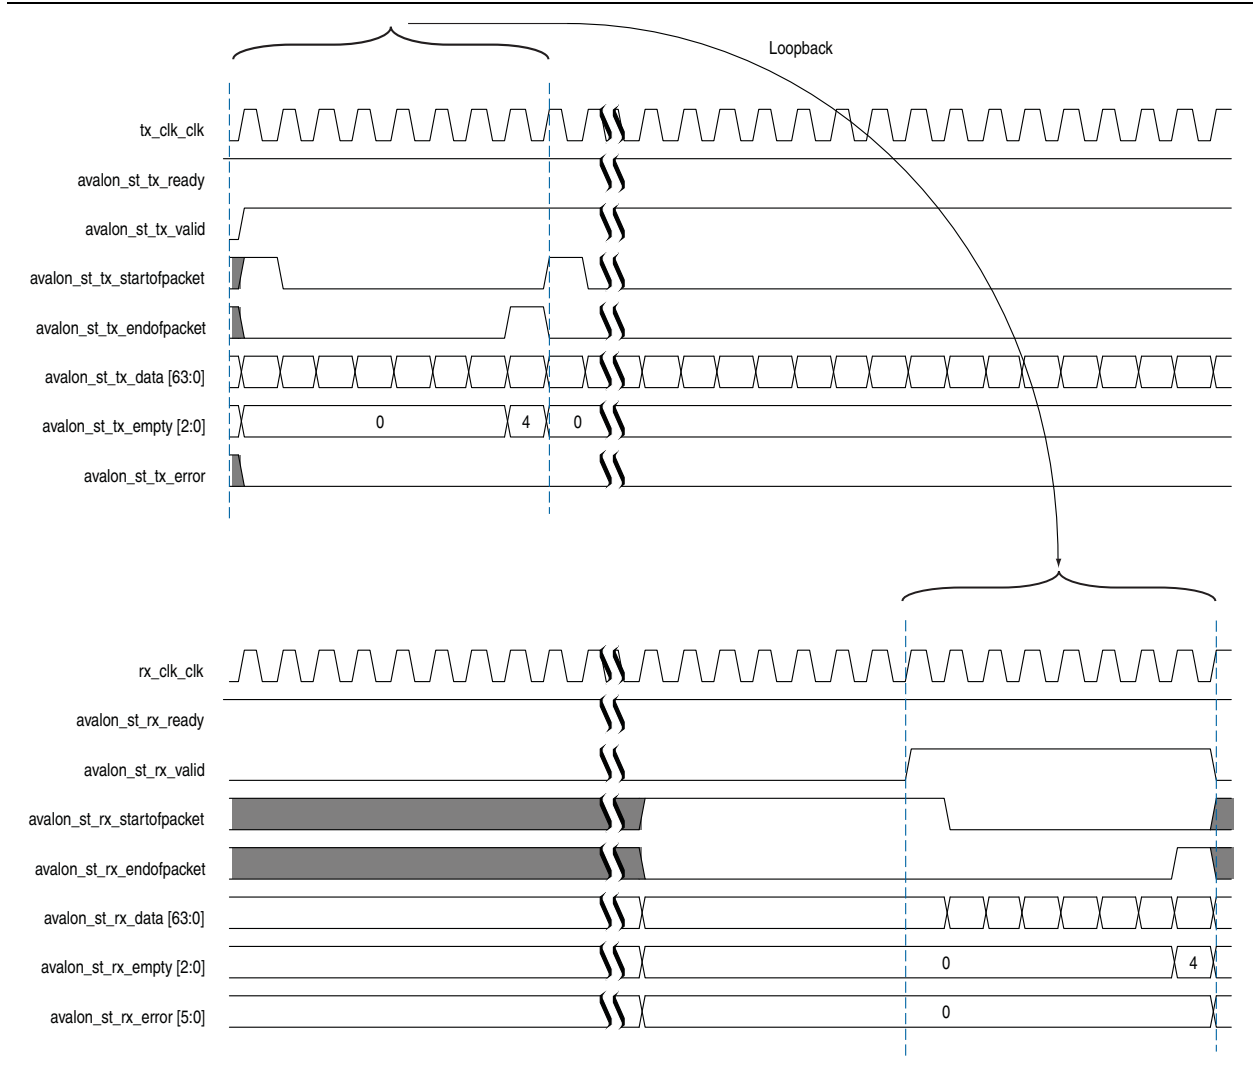 Loopback
tx_clk_clk
avalon_st_tx_ready
avalon_st_tx_valid
avalon_st_tx_startofpacket
avalon_st_tx_endofpacket
avalon_st_tx_data [63:0]
avalon_st_tx_empty [2:0] 0 4 0
avalon_st_tx_error
rx_clk_clk
avalon_st_rx_ready
avalon_st_rx_valid
avalon_st_rx_startofpacket
avalon_st_rx_endofpacket
avalon_st_rx_data [63:0]
avalon_st_rx_empty [2:0] 0 4
avalon_st_rx_error [5:0] 0